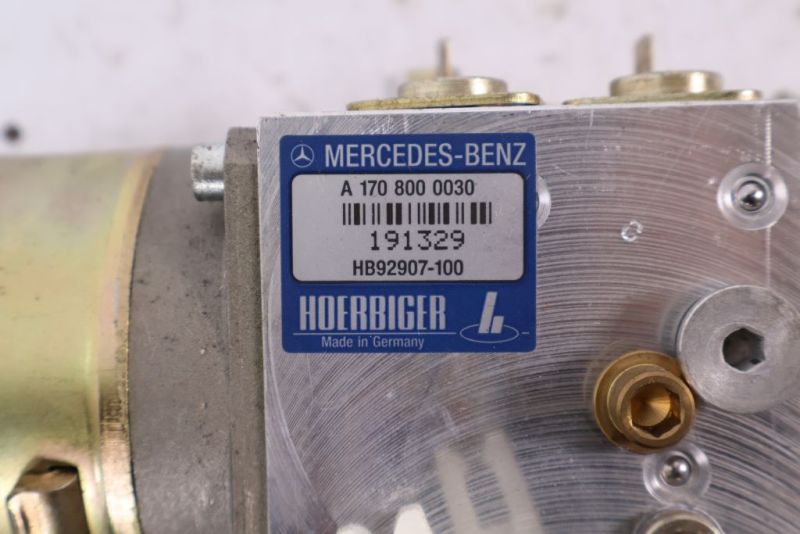 MERCEDES-BENZ
A 170 800 0030
191329
HB92907-100
HOERBIGER
Made in Germany